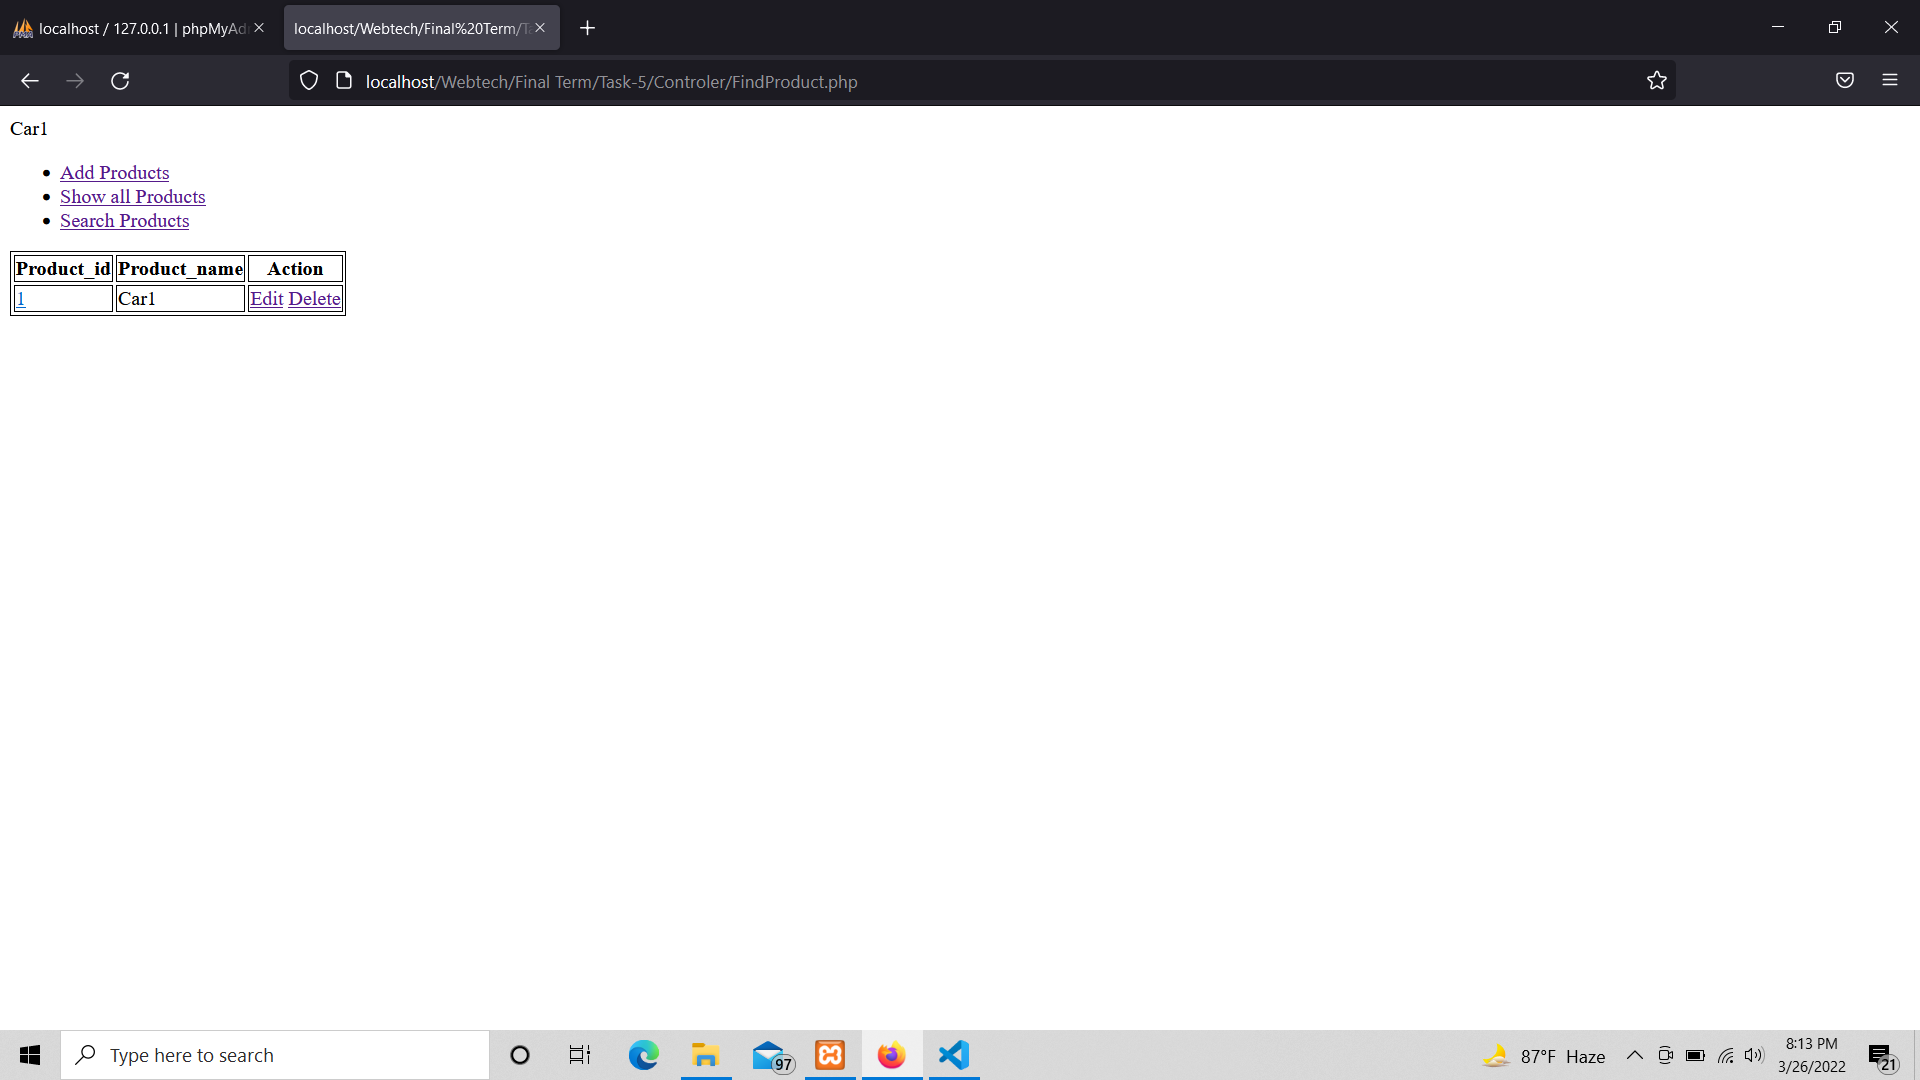 localhost / 127.0.0.1 | phpMyAd
localhost/Webtech/Final%20Term/T
localhost/Webtech/Final Term/Task-5/Controler/FindProduct.php
Car1
Add Products
Show all Products
Search Products
Product_id Product_name Action
1 Car1 Edit Delete
Type here to search
97
87°F Haze
8:13 PM
3/26/2022
21